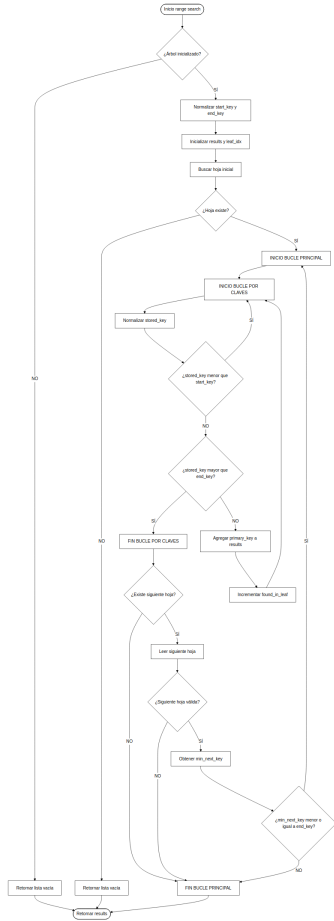 Inicio range search
¿Árbol inicializado?
SÍ
Normalizar start_key y
end_key
Inicializar results y leaf_idx
Buscar hoja inicial
¿Hoja existe?
SÍ
INICIO BUCLE PRINCIPAL
INICIO BUCLE POR
CLAVES
Normalizar stored_key
SÍ
¿stored_key menor que
start_key?
NO
NO
¿stored_key mayor que
end_key?
SÍ
NO
FIN BUCLE POR CLAVES
Agregar primary_key a
results
NO
SÍ
¿Existe siguiente hoja?
Incrementar found_in_leaf
SÍ
Leer siguiente hoja
¿Siguiente hoja válida?
NO
SÍ
Obtener min_next_key
NO
¿min_next_key menor o
igual a end_key?
NO
Retornar lista vacía
Retornar lista vacía
FIN BUCLE PRINCIPAL
Retornar results